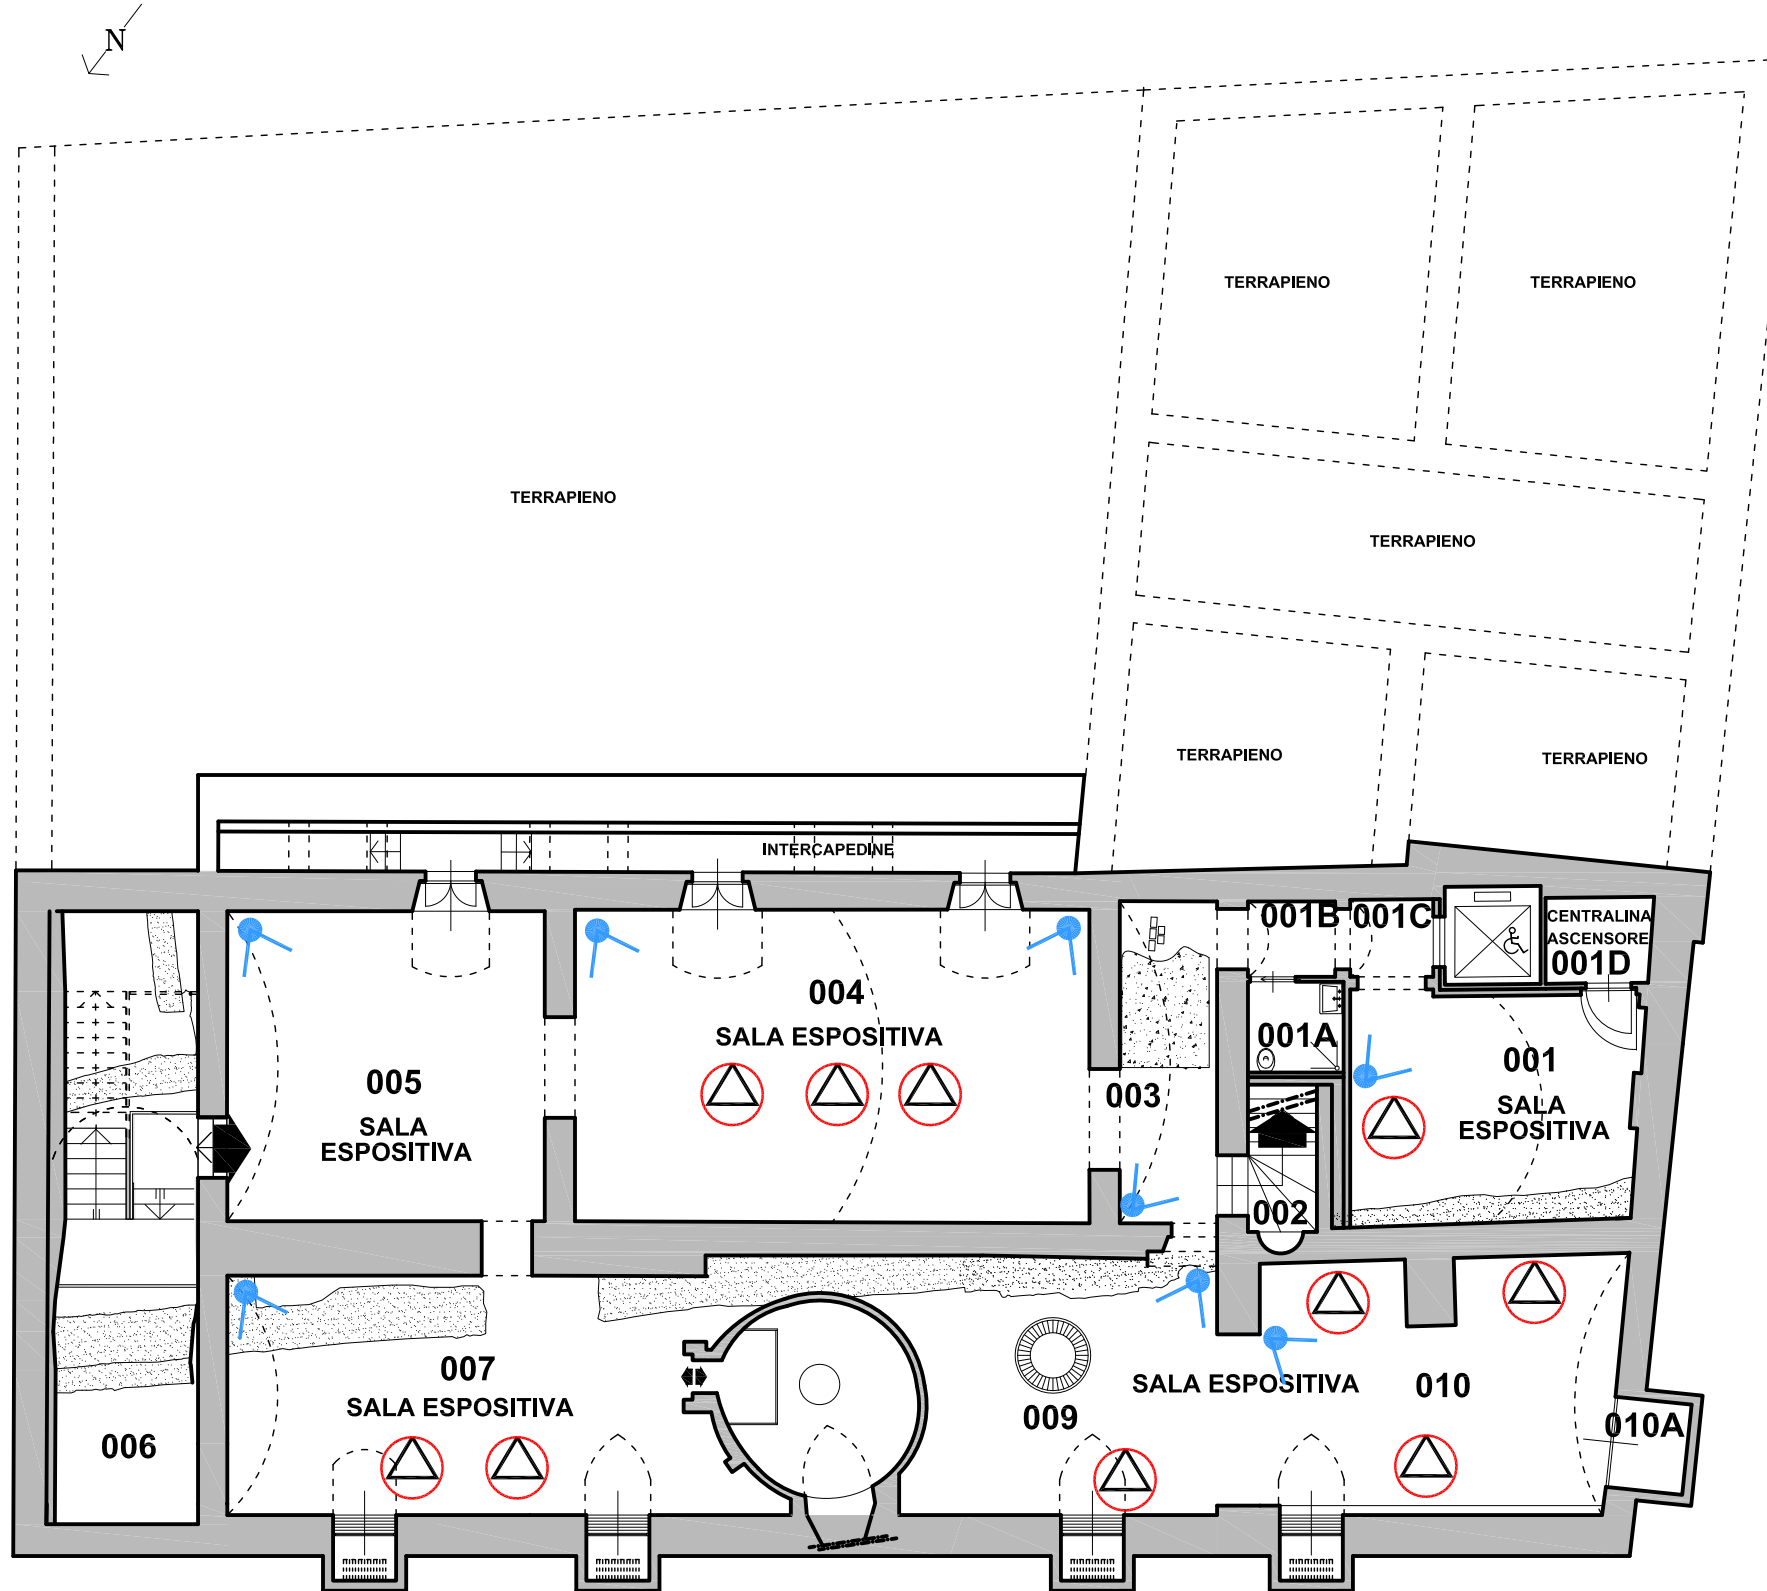 N
TERRAPIENO
TERRAPIENO
TERRAPIENO
TERRAPIENO
TERRAPIENO
TERRAPIENO
INTERCAPEDINE
001B
001C
CENTRALINA
ASCENSORE
001D
004
SALA ESPOSITIVA
001A
001
SALA
ESPOSITIVA
005
SALA
ESPOSITIVA
003
002
007
SALA ESPOSITIVA
SALA ESPOSITIVA
010
009
010A
006